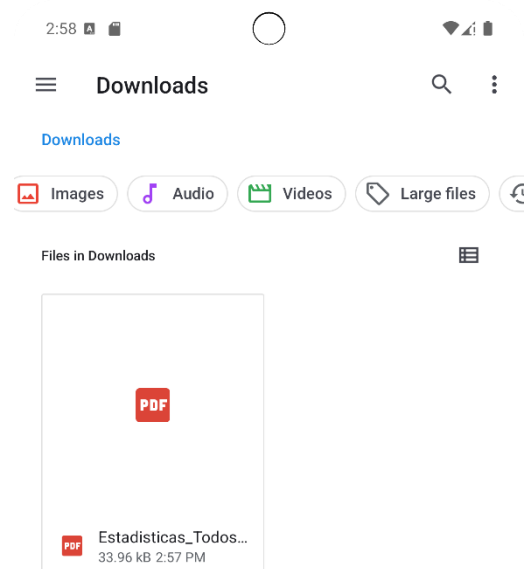 2:58
Downloads
Downloads
Images Audio Videos Large files
Files in Downloads
PDF
PDF Estadisticas_Todos...
33.96 kB 2:57 PM